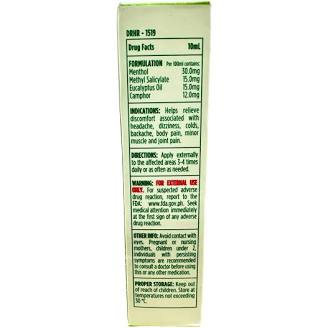 DRHR - 1519
Drug Facts 10mL
FORMULATION Per 100ml contains:
Menthol 30.0mg
Methyl Salicylate 15.0mg
Eucalyptus Oil 15.0mg
Camphor 12.0mg
INDICATIONS: Helps relieve
discomfort associated with
headache, dizziness, colds,
backache, body pain, minor
muscle and joint pain.
DIRECTIONS: Apply externally
to the affected areas 3-4 times
daily or as often as needed.
WARNING: FOR EXTERNAL USE
ONLY. For suspected adverse
drug reaction, report to the
FDA: www.fda.gov.ph. Seek
medical attention immediately
at the first sign of any adverse
drug reaction.
OTHER INFO: Avoid contact with
eyes. Pregnant or nursing
mothers, children under 2,
individuals with persisting
symptoms are recommended
to consult a doctor before using
this or any other medication.
PROPER STORAGE: Keep out
of reach of children. Store at
temperatures not exceeding
30 °C.